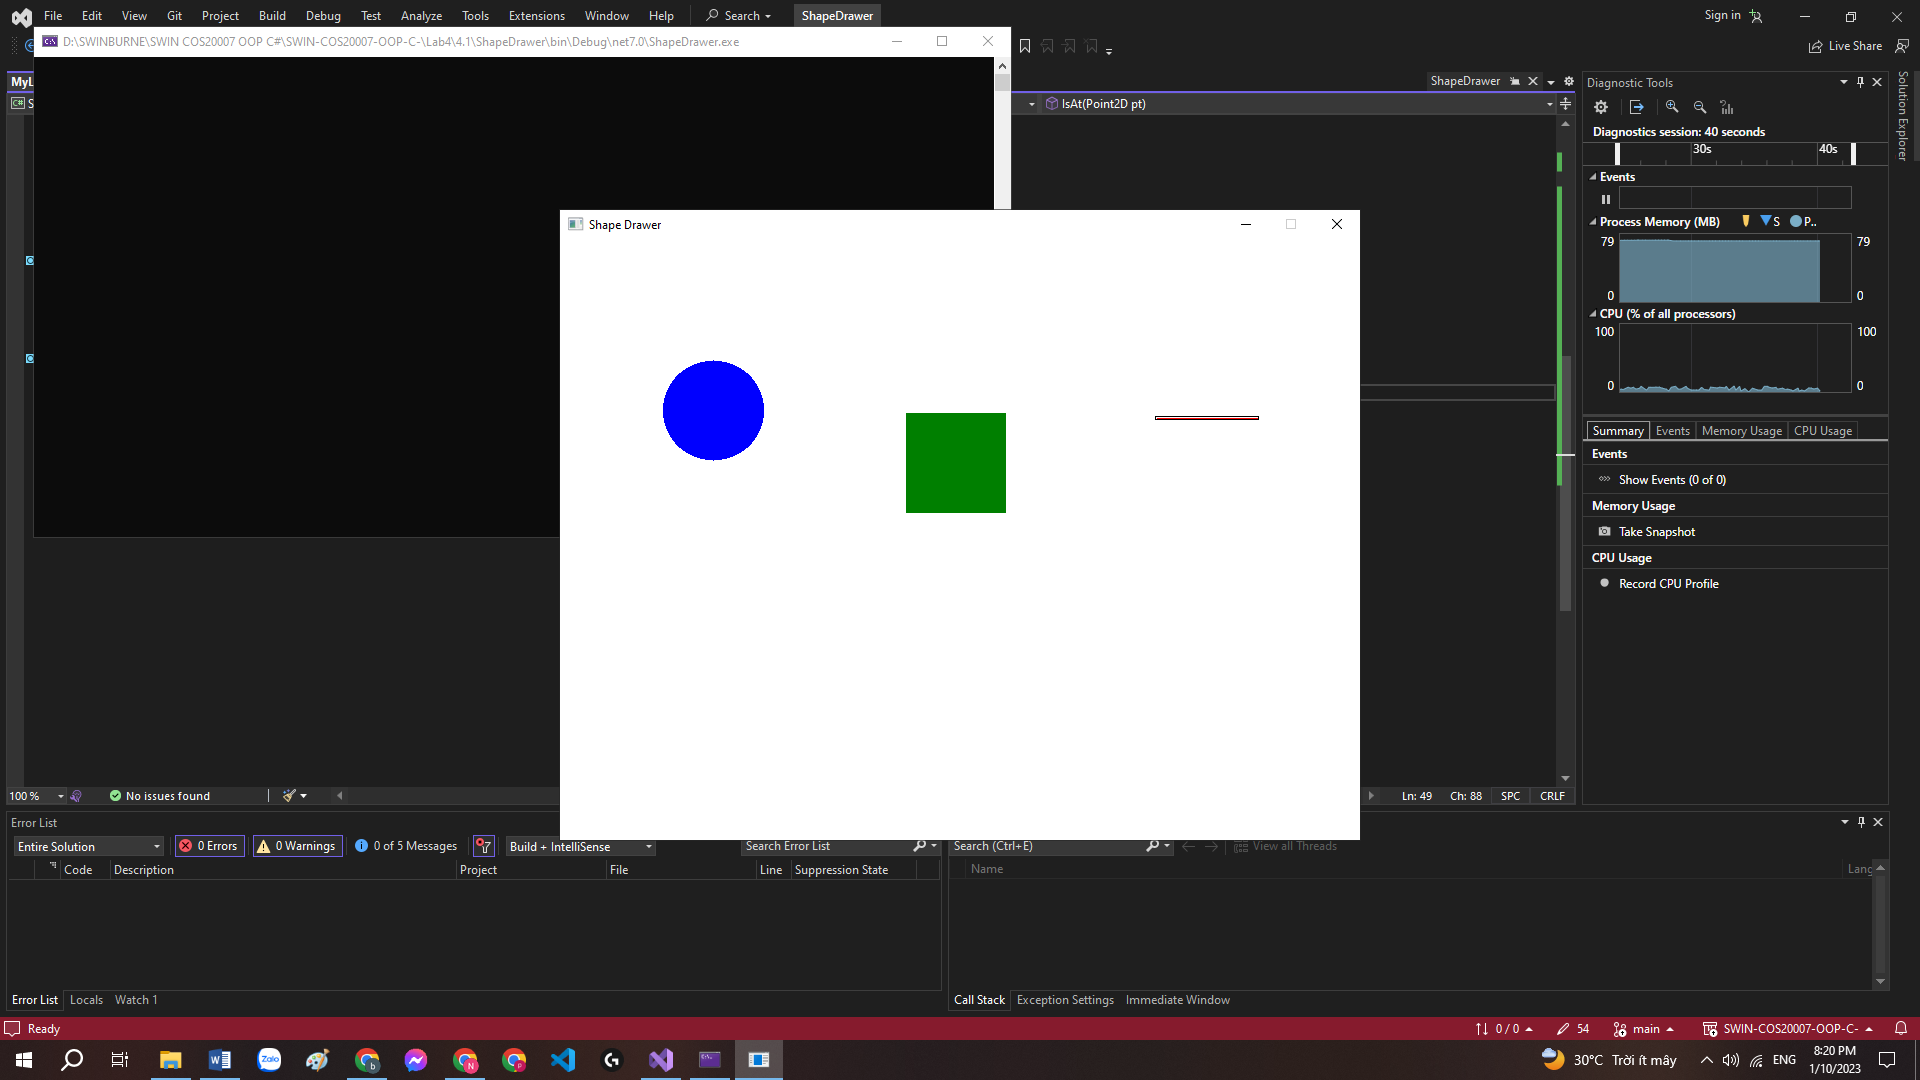 File Edit View Git Project Build Debug Test Analyze Tools Extensions Window Help Search ShapeDrawer Sign in
D:\SWINBURNE\SWIN COS20007 OOP C#\SWIN-COS20007-OOP-C-\Lab4\4.1\ShapeDrawer\bin\Debug\net7.0\ShapeDrawer.exe
Live Share
MyL
ShapeDrawer
Diagnostic Tools
Solution Explorer
C# S
IsAt(Point2D pt)
Diagnostics session: 40 seconds
30s 40s
Events
Process Memory (MB) S P..
79 79
0 0
CPU (% of all processors)
100 100
0 0
Shape Drawer
Summary Events Memory Usage CPU Usage
Events
Show Events (0 of 0)
Memory Usage
Take Snapshot
CPU Usage
Record CPU Profile
100 % No issues found Ln: 49 Ch: 88 SPC CRLF
Error List
Entire Solution 0 Errors 0 Warnings 0 of 5 Messages Build + IntelliSense Search Error List
Code Description Project File Line Suppression State
Search (Ctrl+E) View all Threads
Name Lang
Error List Locals Watch 1
Call Stack Exception Settings Immediate Window
Ready 0 / 0 54 main SWIN-COS20007-OOP-C-
Zalo
30°C Trời ít mây ENG 8:20 PM
1/10/2023